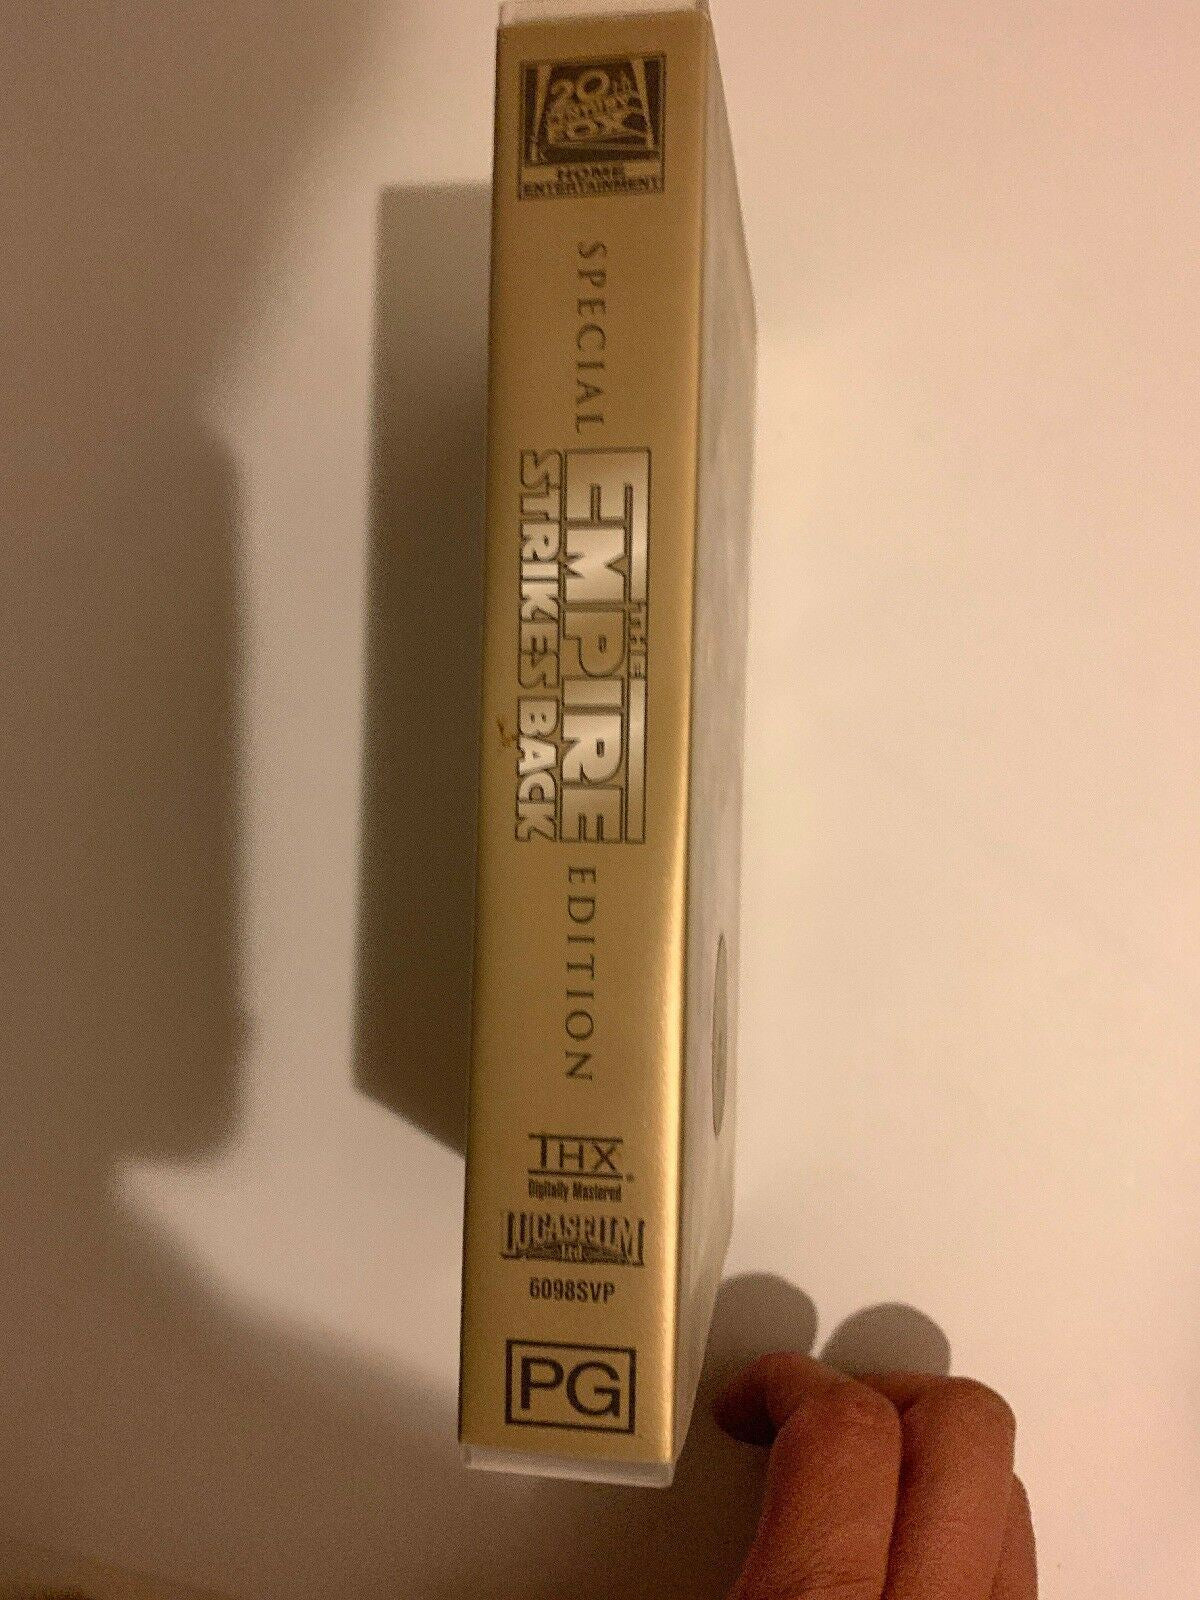 20th
CENTURY
FOX
HOME
ENTERTAINMENT
SPECIAL
THE
EMPIRE
STRIKES BACK
EDITION
THX
Digitally Mastered
LUCASFILM
Ltd
6098SVP
PG